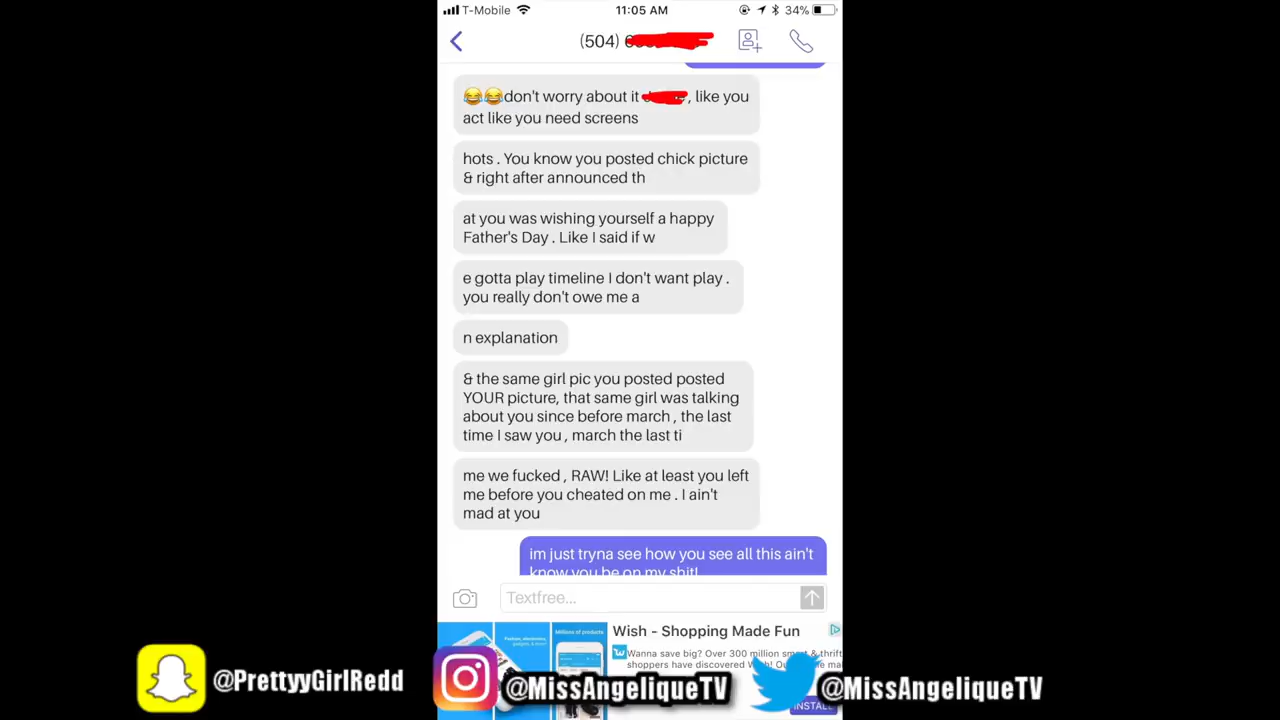 T-Mobile
11:05 AM
34%
(504)
😂😂don't worry about it , like you
act like you need screens
hots . You know you posted chick picture
& right after announced th
at you was wishing yourself a happy
Father's Day . Like I said if w
e gotta play timeline I don't want play .
you really don't owe me a
n explanation
& the same girl pic you posted posted
YOUR picture, that same girl was talking
about you since before march , the last
time I saw you , march the last ti
me we fucked , RAW! Like at least you left
me before you cheated on me . I ain't
mad at you
im just tryna see how you see all this ain't
know you be on my shit!
Textfree...
Millions of products
Wish - Shopping Made Fun
Wanna save big? Over 300 million smart & thrift
shoppers have discovered Wish! Our me mal
INSTALL
@PrettyyGirlRedd
@MissAngeliqueTV
@MissAngeliqueTV